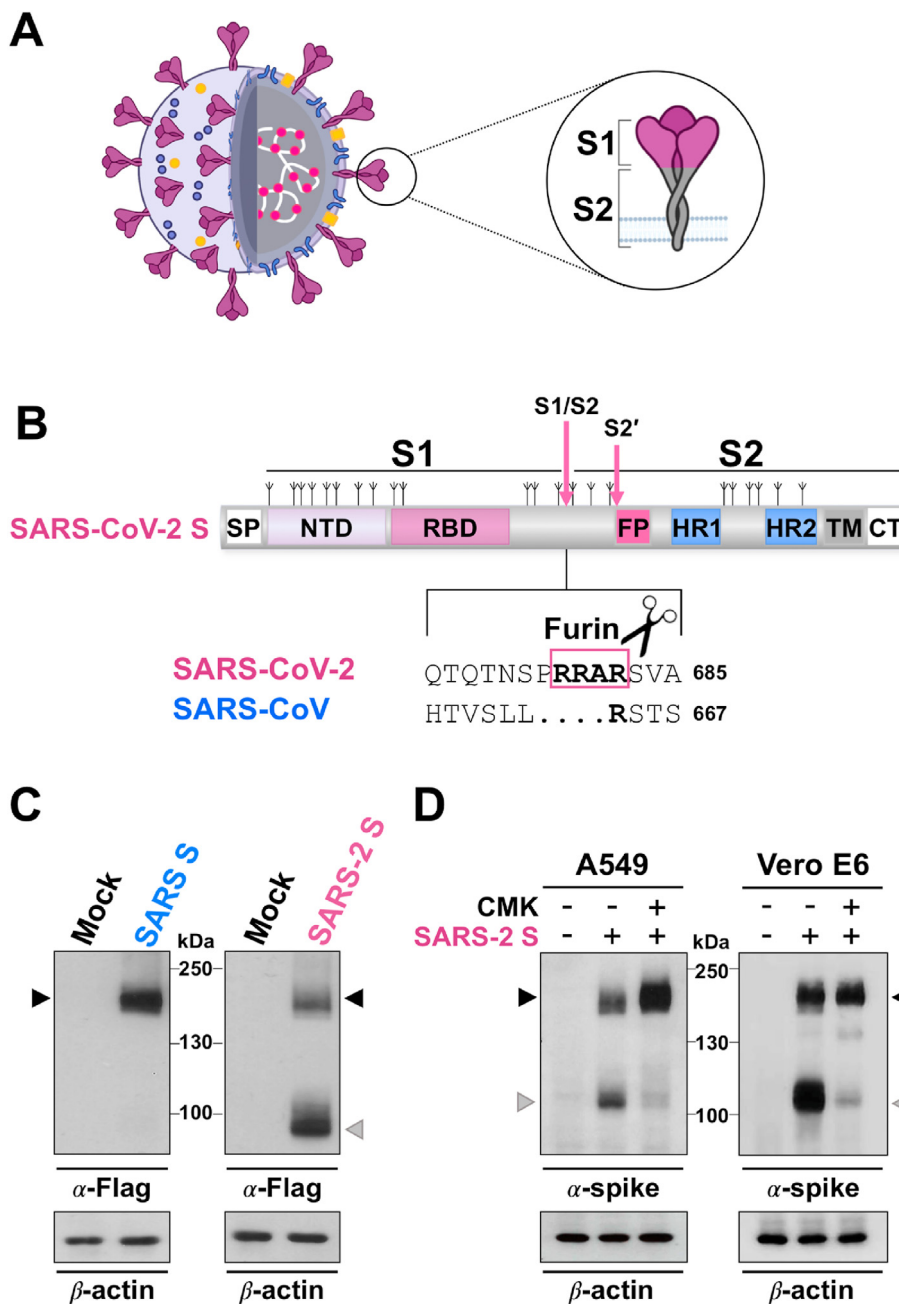 A
S1
S2
B
S1/S2
S2′
S1 S2
SARS-CoV-2 S SP NTD RBD FP HR1 HR2 TM CT
Furin
SARS-CoV-2 QTQTNSPRRARSVA 685
SARS-CoV HTVSLL....RSTS 667
C
Mock SARS S Mock SARS-2 S
kDa
250
130
100
α-Flag α-Flag
β-actin β-actin
D
A549 Vero E6
CMK - - + - - +
SARS-2 S - + + - + +
kDa
250
130
100
α-spike α-spike
β-actin β-actin